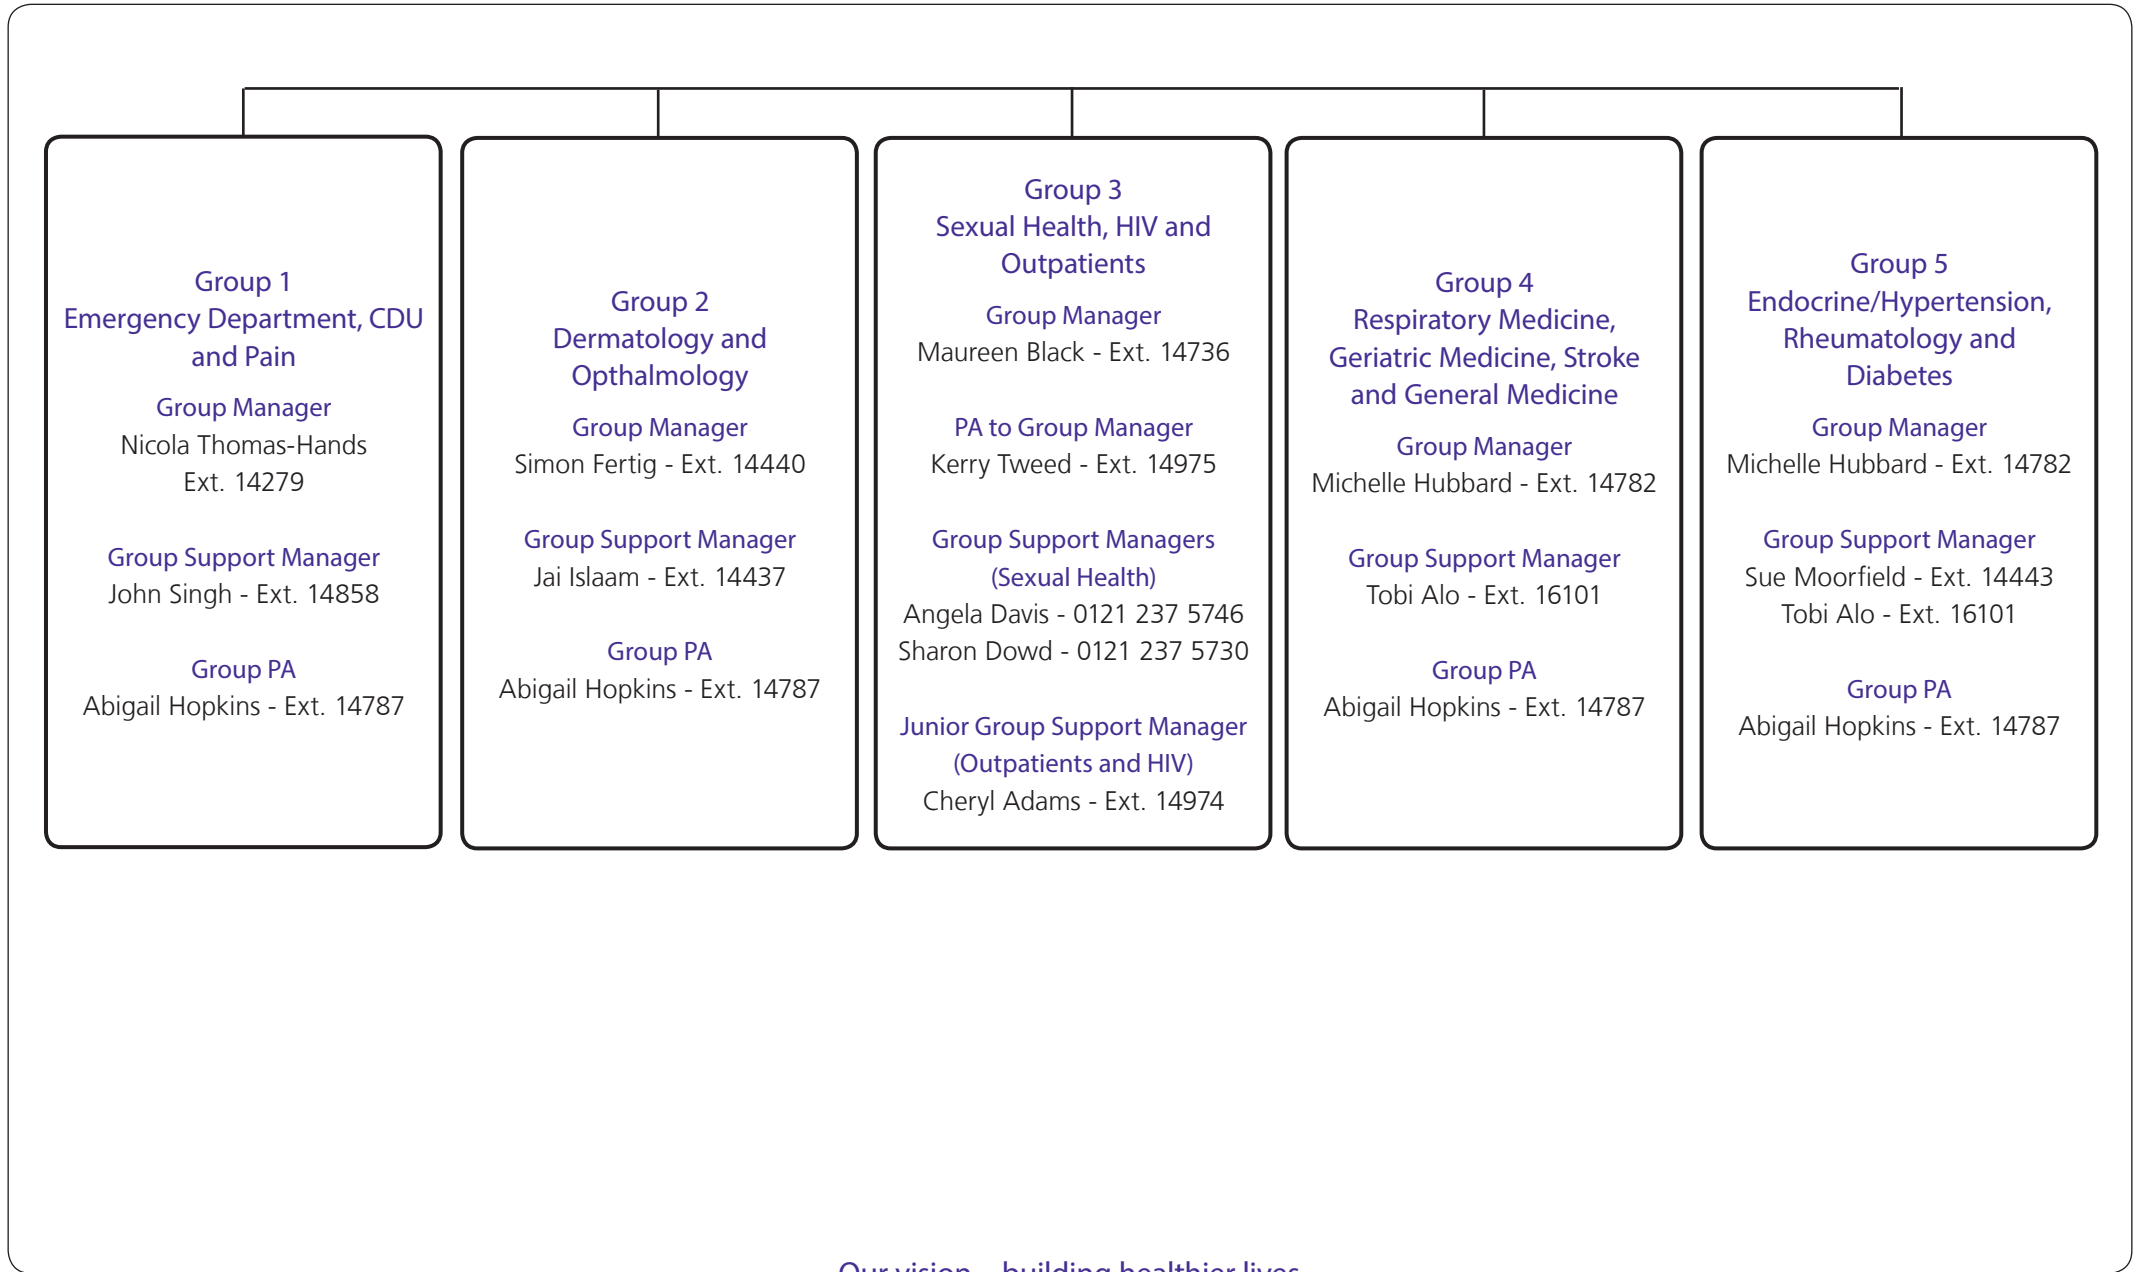 Group 1
Emergency Department, CDU
and Pain
Group Manager
Nicola Thomas-Hands
Ext. 14279
Group Support Manager
John Singh - Ext. 14858
Group PA
Abigail Hopkins - Ext. 14787
Group 2
Dermatology and
Opthalmology
Group Manager
Simon Fertig - Ext. 14440
Group Support Manager
Jai Islaam - Ext. 14437
Group PA
Abigail Hopkins - Ext. 14787
Group 3
Sexual Health, HIV and
Outpatients
Group Manager
Maureen Black - Ext. 14736
PA to Group Manager
Kerry Tweed - Ext. 14975
Group Support Managers
(Sexual Health)
Angela Davis - 0121 237 5746
Sharon Dowd - 0121 237 5730
Junior Group Support Manager
(Outpatients and HIV)
Cheryl Adams - Ext. 14974
Group 4
Respiratory Medicine,
Geriatric Medicine, Stroke
and General Medicine
Group Manager
Michelle Hubbard - Ext. 14782
Group Support Manager
Tobi Alo - Ext. 16101
Group PA
Abigail Hopkins - Ext. 14787
Group 5
Endocrine/Hypertension,
Rheumatology and
Diabetes
Group Manager
Michelle Hubbard - Ext. 14782
Group Support Manager
Sue Moorfield - Ext. 14443
Tobi Alo - Ext. 16101
Group PA
Abigail Hopkins - Ext. 14787
Our vision – building healthier lives